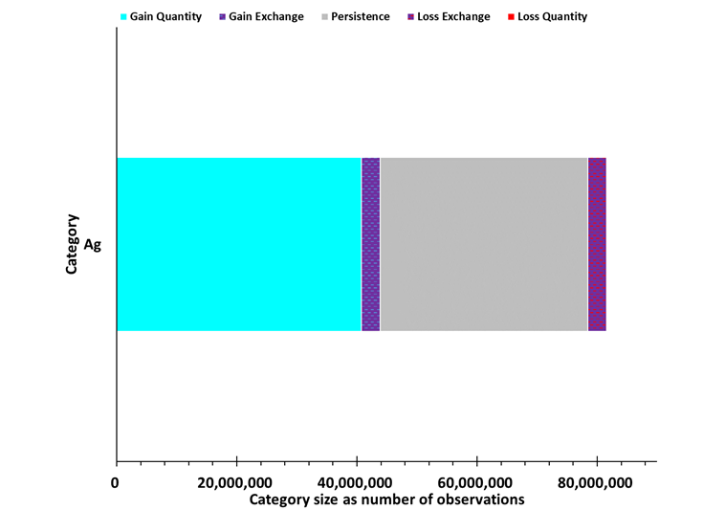 Gain Quantity Gain Exchange Persistence Loss Exchange Loss Quantity
Category
Ag
0 20,000,000 40,000,000 60,000,000 80,000,000
Category size as number of observations